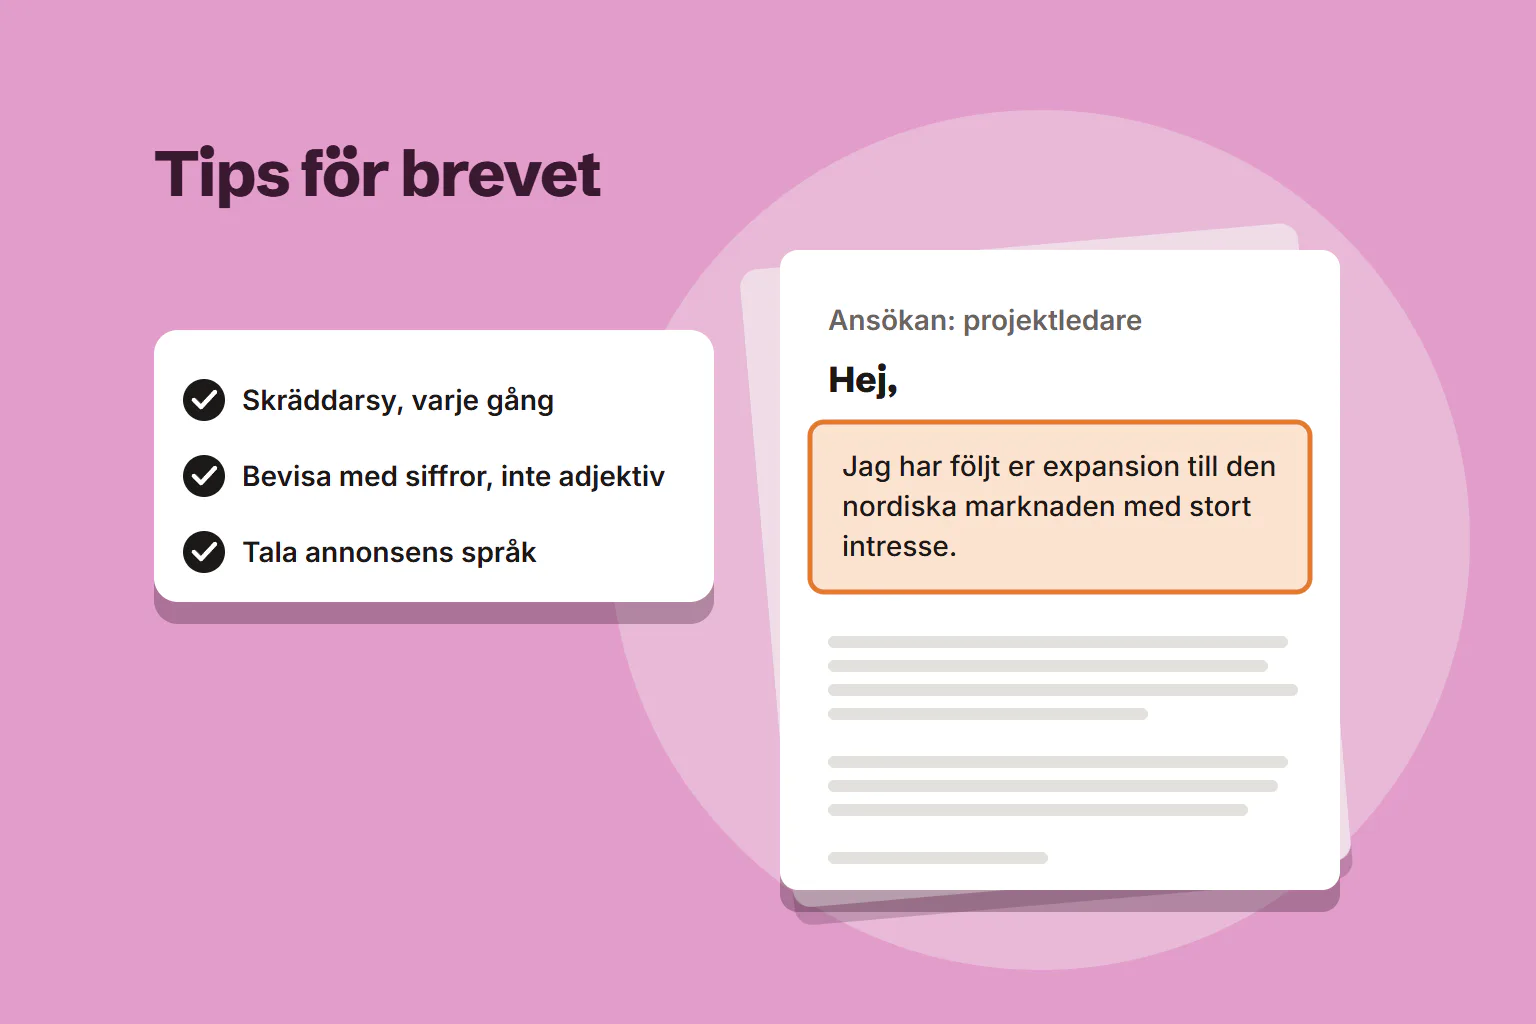 Tips för brevet
Skräddarsy, varje gång
Bevisa med siffror, inte adjektiv
Tala annonsens språk
Ansökan: projektledare
Hej,
Jag har följt er expansion till den
nordiska marknaden med stort
intresse.